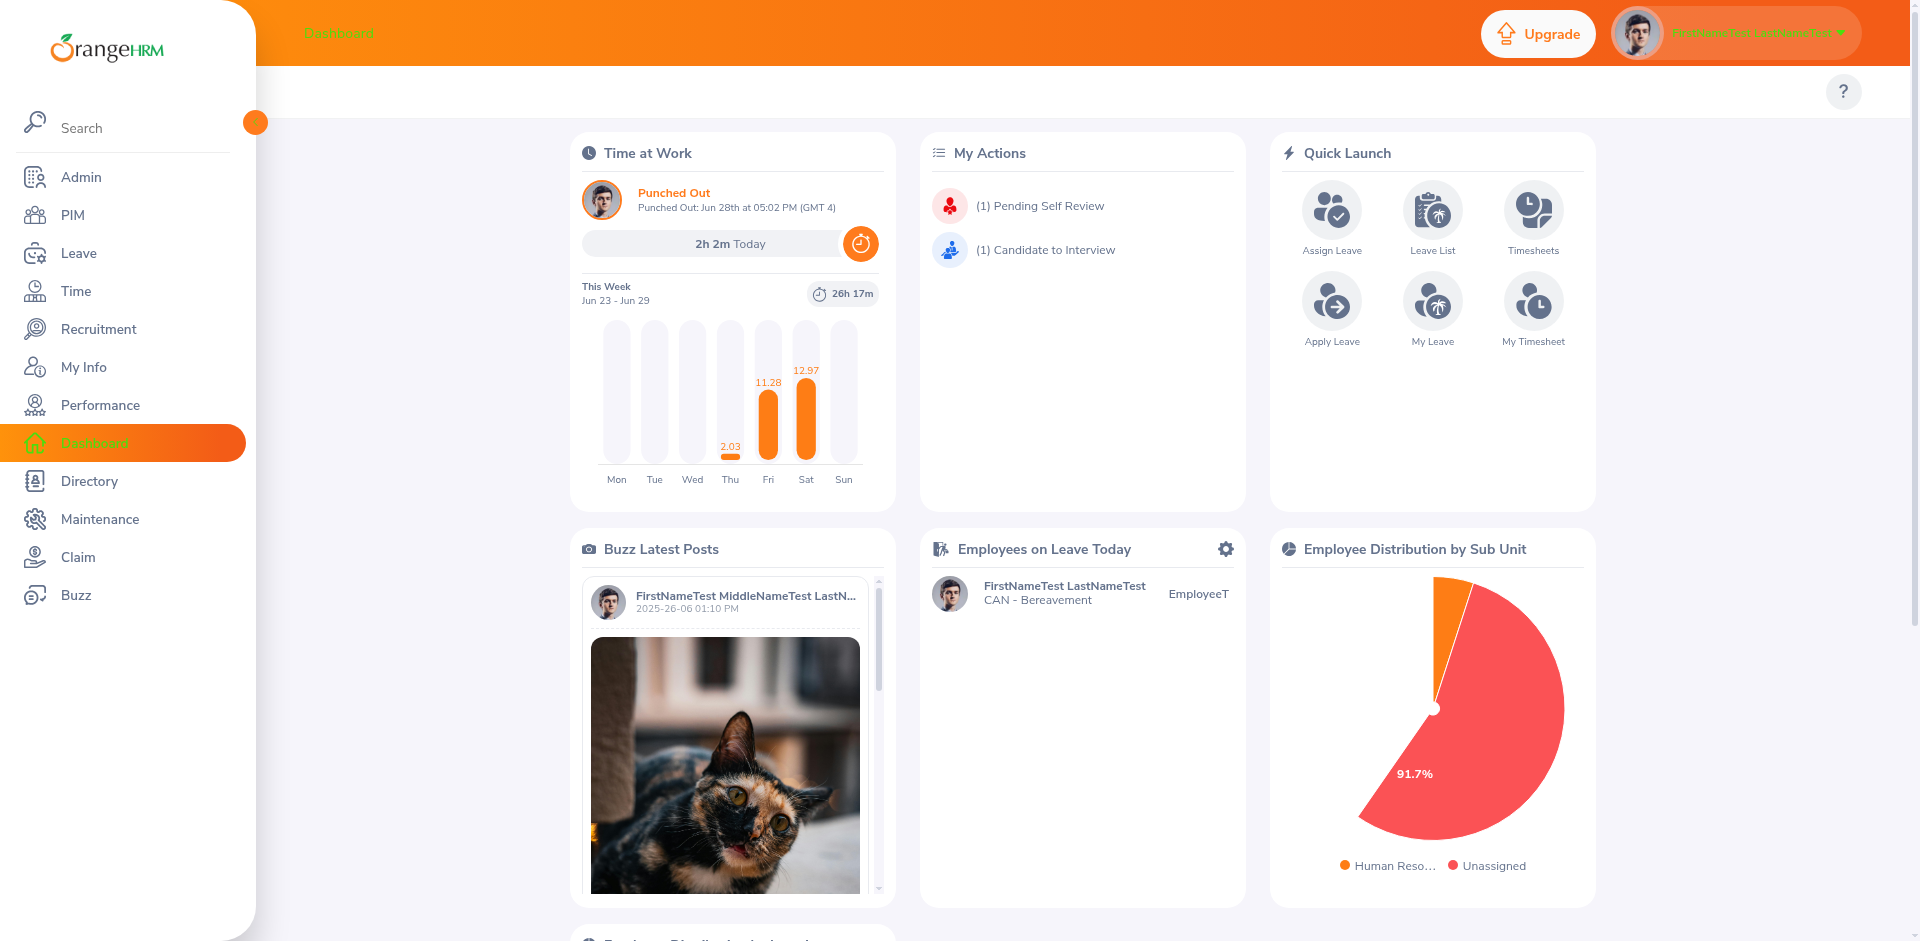 OrangeHRM
Dashboard
Upgrade
FirstNameTest LastNameTest
?
Search
Admin
PIM
Leave
Time
Recruitment
My Info
Performance
Dashboard
Directory
Maintenance
Claim
Buzz
Time at Work
Punched Out
Punched Out: Jun 28th at 05:02 PM (GMT 4)
2h 2m Today
This Week
Jun 23 - Jun 29
26h 17m
2.03
11.28
12.97
Mon Tue Wed Thu Fri Sat Sun
My Actions
(1) Pending Self Review
(1) Candidate to Interview
Quick Launch
Assign Leave Leave List Timesheets
Apply Leave My Leave My Timesheet
Buzz Latest Posts
FirstNameTest MiddleNameTest LastN...
2025-26-06 01:10 PM
Employees on Leave Today
FirstNameTest LastNameTest
CAN - Bereavement
EmployeeT
Employee Distribution by Sub Unit
91.7%
Human Reso... Unassigned